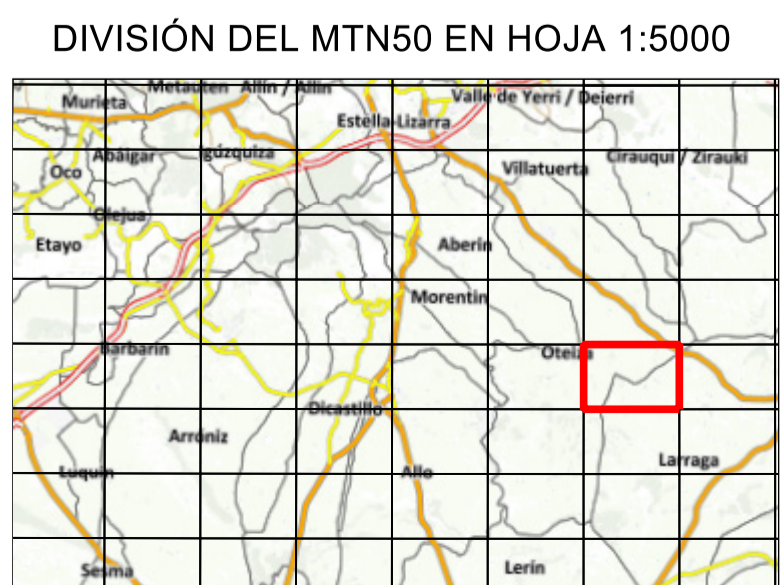 DIVISIÓN DEL MTN50 EN HOJA 1:5000
Metauten
Allín / Allin
Murieta
Valle de Yerri / Deierri
Estella-Lizarra
Abáigar
Igúzquiza
Cirauqui / Zirauki
Oco
Villatuerta
Olejua
Etayo
Aberin
Morentin
Barbarin
Oteiza
Dicastillo
Arróniz
Larraga
Luquin
Allo
Sesma
Lerín